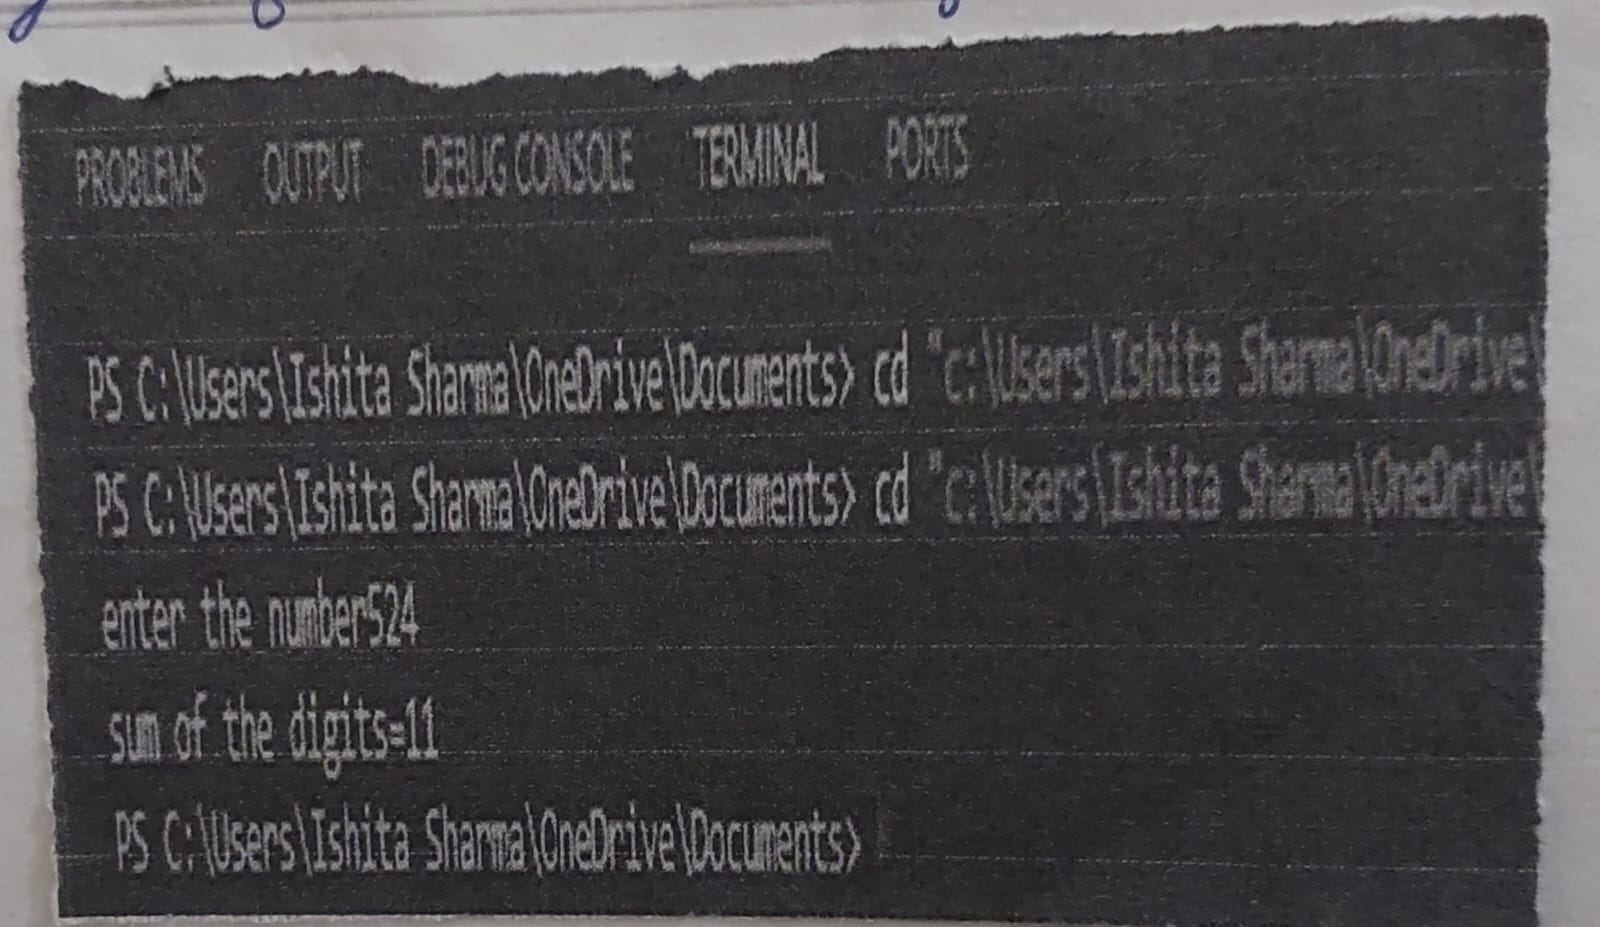 PROBLEMS OUTPUT DEBUG CONSOLE TERMINAL PORTS
PS C:\Users\Ishita Sharma\OneDrive\Documents> cd "c:\Users\Ishita Sharma\OneDrive\
PS C:\Users\Ishita Sharma\OneDrive\Documents> cd "c:\Users\Ishita Sharma\OneDrive\
enter the number524
sum of the digits=11
PS C:\Users\Ishita Sharma\OneDrive\Documents>